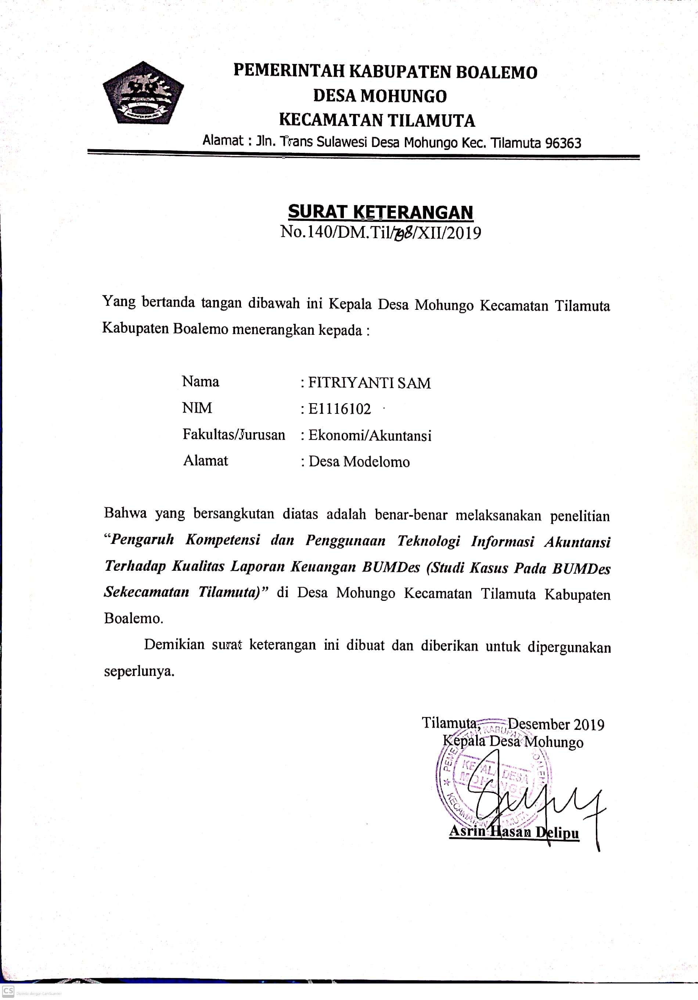 PEMERINTAH KABUPATEN BOALEMO
DESA MOHUNGO
KECAMATAN TILAMUTA
Alamat : Jln. Trans Sulawesi Desa Mohungo Kec. Tilamuta 96363
SURAT KETERANGAN
No.140/DM.Til/798/XII/2019
Yang bertanda tangan dibawah ini Kepala Desa Mohungo Kecamatan Tilamuta
Kabupaten Boalemo menerangkan kepada :
Nama : FITRIYANTI SAM
NIM : E1116102
Fakultas/Jurusan : Ekonomi/Akuntansi
Alamat : Desa Modelomo
Bahwa yang bersangkutan diatas adalah benar-benar melaksanakan penelitian
“Pengaruh Kompetensi dan Penggunaan Teknologi Informasi Akuntansi
Terhadap Kualitas Laporan Keuangan BUMDes (Studi Kasus Pada BUMDes
Sekecamatan Tilamuta)” di Desa Mohungo Kecamatan Tilamuta Kabupaten
Boalemo.
Demikian surat keterangan ini dibuat dan diberikan untuk dipergunakan
seperlunya.
Tilamuta, Desember 2019
Kepala Desa Mohungo
KEPALA DESA
MOHUNGO
Asrin Hasan Delipu
CS Dipindai dengan CamScanner